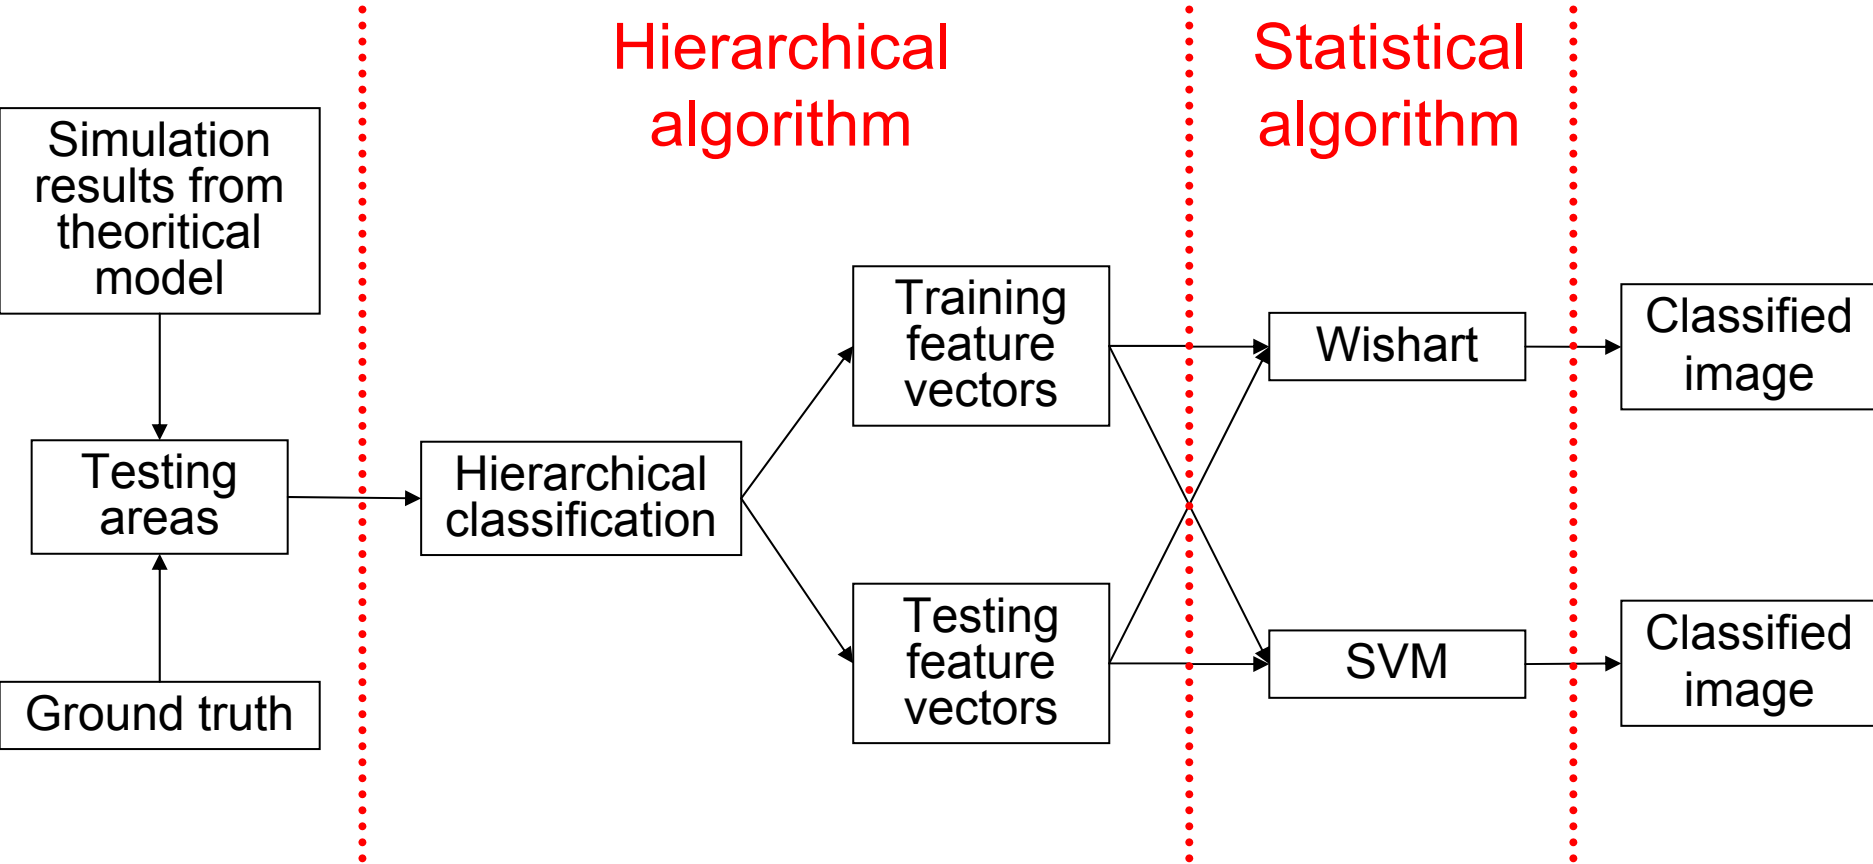 Hierarchical
algorithm
Statistical
algorithm
Simulation
results from
theoritical
model
Testing
areas
Ground truth
Hierarchical
classification
Training
feature
vectors
Testing
feature
vectors
Wishart
SVM
Classified
image
Classified
image